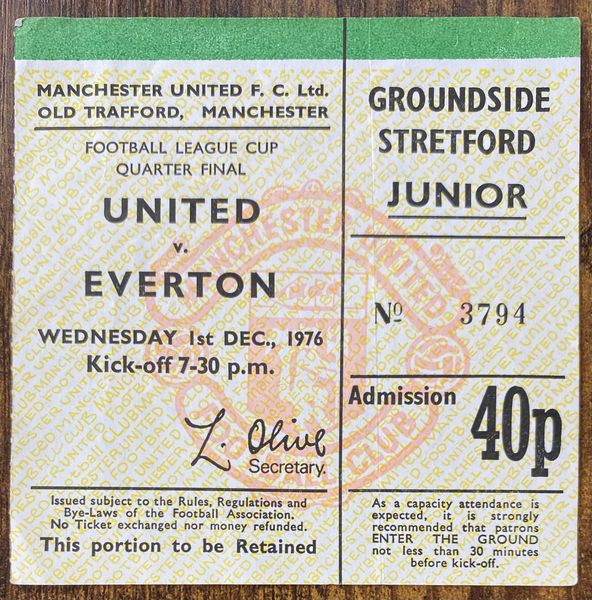 MANCHESTER UNITED F. C. Ltd.
OLD TRAFFORD, MANCHESTER
FOOTBALL LEAGUE CUP
QUARTER FINAL
UNITED
v.
EVERTON
WEDNESDAY 1st DEC., 1976
Kick-off 7-30 p.m.
L. Olive
Secretary.
Issued subject to the Rules, Regulations and
Bye-Laws of the Football Association.
No Ticket exchanged nor money refunded.
This portion to be Retained
GROUNDSIDE
STRETFORD
JUNIOR
Nº 3794
Admission 40p
As a capacity attendance is
expected, it is strongly
recommended that patrons
ENTER THE GROUND
not less than 30 minutes
before kick-off.
MANCHESTER UNITED
FOOTBALL CLUB